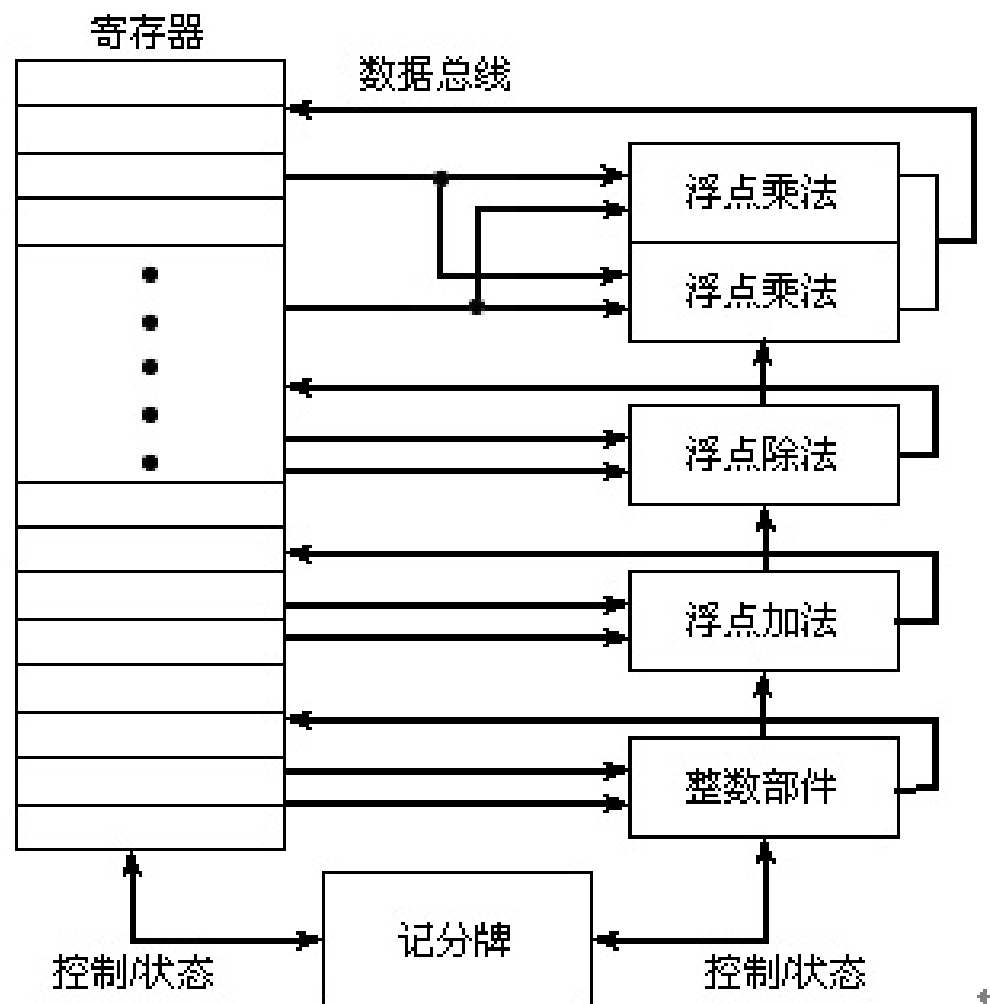 寄存器
数据总线
浮点乘法
浮点乘法
浮点除法
浮点加法
整数部件
记分牌
控制/状态
控制/状态